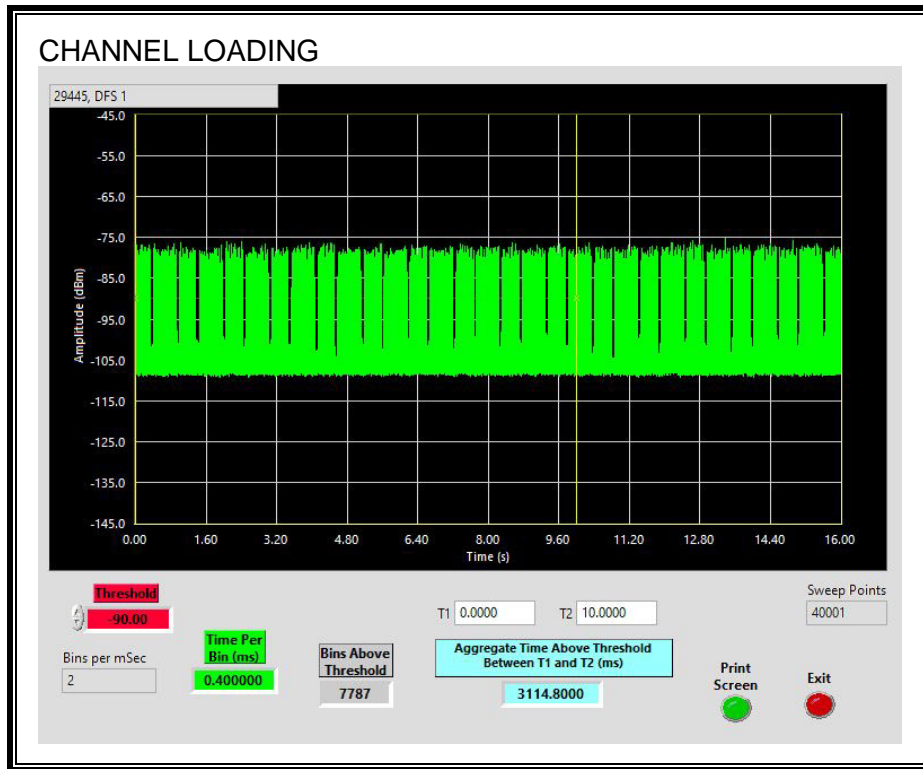 CHANNEL LOADING
29445, DFS 1
-45.0
-55.0
-65.0
-75.0
-85.0
-95.0
-105.0
-115.0
-125.0
-135.0
-145.0
Amplitude (dBm)
0.00 1.60 3.20 4.80 6.40 8.00 9.60 11.20 12.80 14.40 16.00
Time (s)
Threshold
-90.00
Bins per mSec
2
Time Per
Bin (ms)
0.400000
Bins Above
Threshold
7787
T1 0.0000 T2 10.0000
Aggregate Time Above Threshold
Between T1 and T2 (ms)
3114.8000
Sweep Points
40001
Print
Screen
Exit